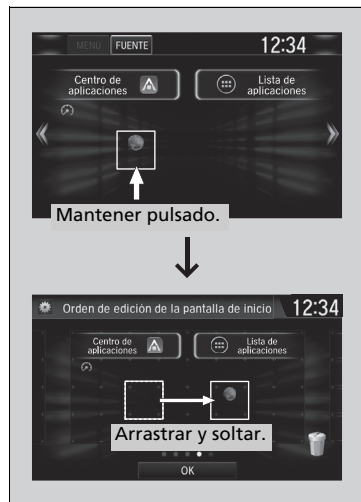 MENÚ FUENTE 12:34
Centro de aplicaciones
Lista de aplicaciones
Mantener pulsado.
Orden de edición de la pantalla de inicio 12:34
Centro de aplicaciones
Lista de aplicaciones
Arrastrar y soltar.
OK